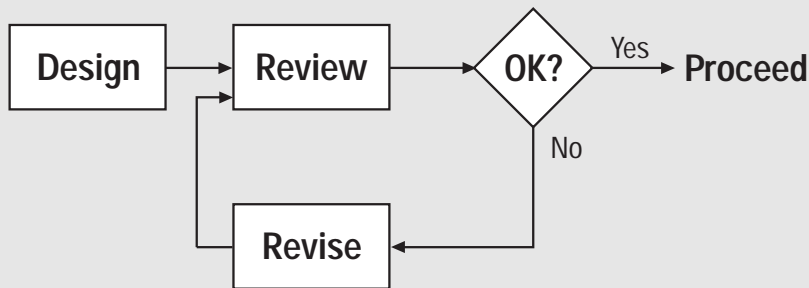 Design
Review
OK?
Yes
Proceed
No
Revise